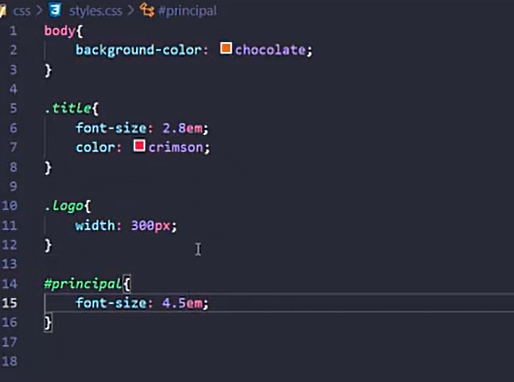 css > styles.css > #principal
1 body{
2 background-color: chocolate;
3 }
4
5 .title{
6 font-size: 2.8em;
7 color: crimson;
8 }
9
10 .logo{
11 width: 300px;
12 }
13
14 #principal{
15 font-size: 4.5em;
16 }
17
18